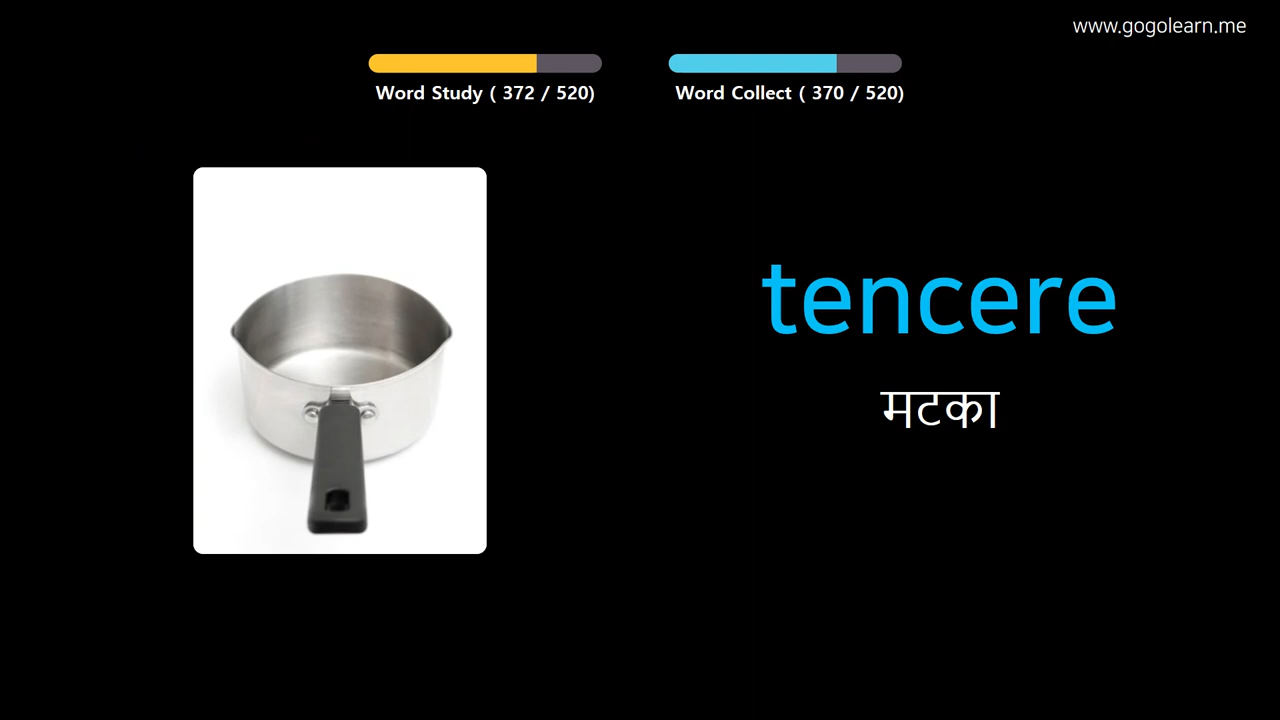 www.gogolearn.me
Word Study ( 372 / 520)
Word Collect ( 370 / 520)
tencere
मटका